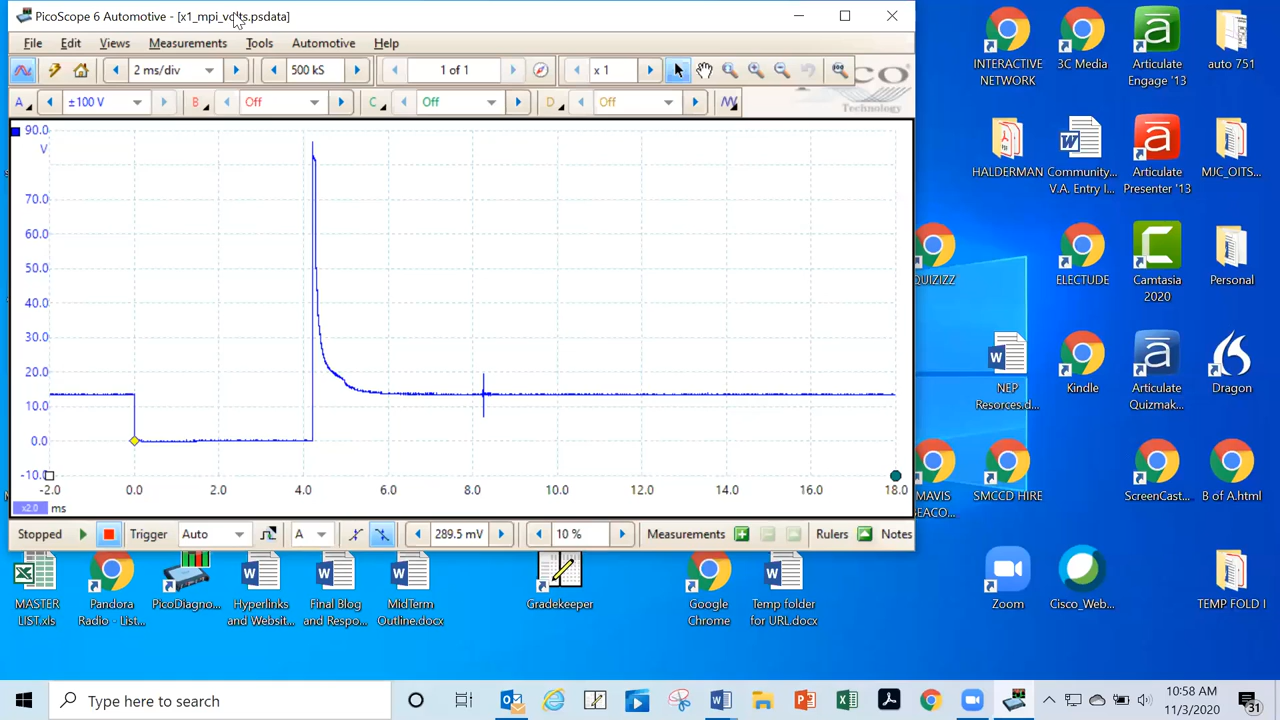 PicoScope 6 Automotive - [x1_mpi_volts.psdata]
File Edit Views Measurements Tools Automotive Help
2 ms/div 500 kS 1 of 1 x 1
A ±100 V B Off C Off D Off
Technology
90.0
V
70.0
60.0
50.0
40.0
30.0
20.0
10.0
0.0
-10.0
-2.0 0.0 2.0 4.0 6.0 8.0 10.0 12.0 14.0 16.0 18.0
x2.0 ms
Stopped Trigger Auto A 289.5 mV 10 % Measurements Rulers Notes
INTERACTIVE NETWORK
3C Media
Articulate Engage '13
auto 751
HALDERMAN
Community,...
V.A. Entry I...
Articulate Presenter '13
MJC_OITS...
QUIZIZZ
ELECTUDE
Camtasia 2020
Personal
NEP
Resorces.d...
Kindle
Articulate
Quizmak...
Dragon
MAVIS
BEACO...
SMCCD HIRE
ScreenCast...
B of A.html
MASTER LIST.xls
Pandora
Radio - List...
PicoDiagno...
Hyperlinks
and Websit...
Final Blog
and Respo...
MidTerm
Outline.docx
Gradekeeper
Google Chrome
Temp folder
for URL.docx
Zoom
Cisco_Web...
TEMP FOLD I
Type here to search
10:58 AM
11/3/2020
31